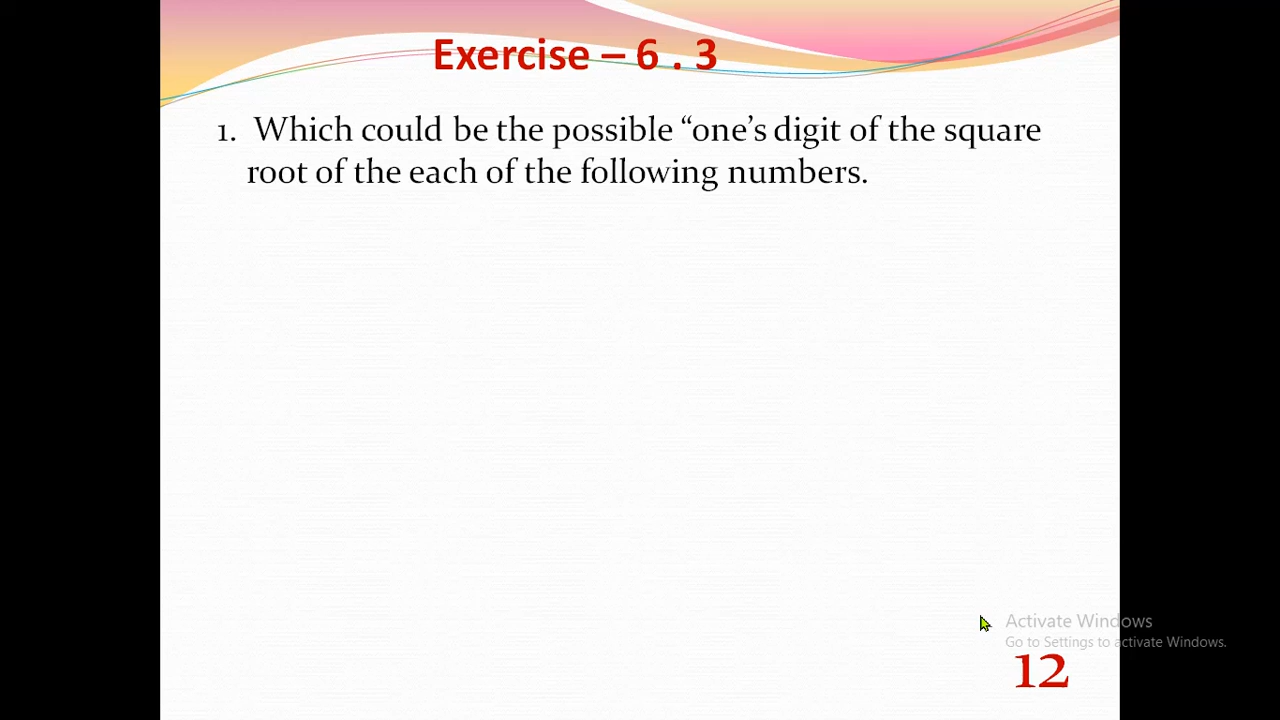 Exercise – 6 . 3
1. Which could be the possible “one’s digit of the square
root of the each of the following numbers.
Activate Windows
Go to Settings to activate Windows.
12